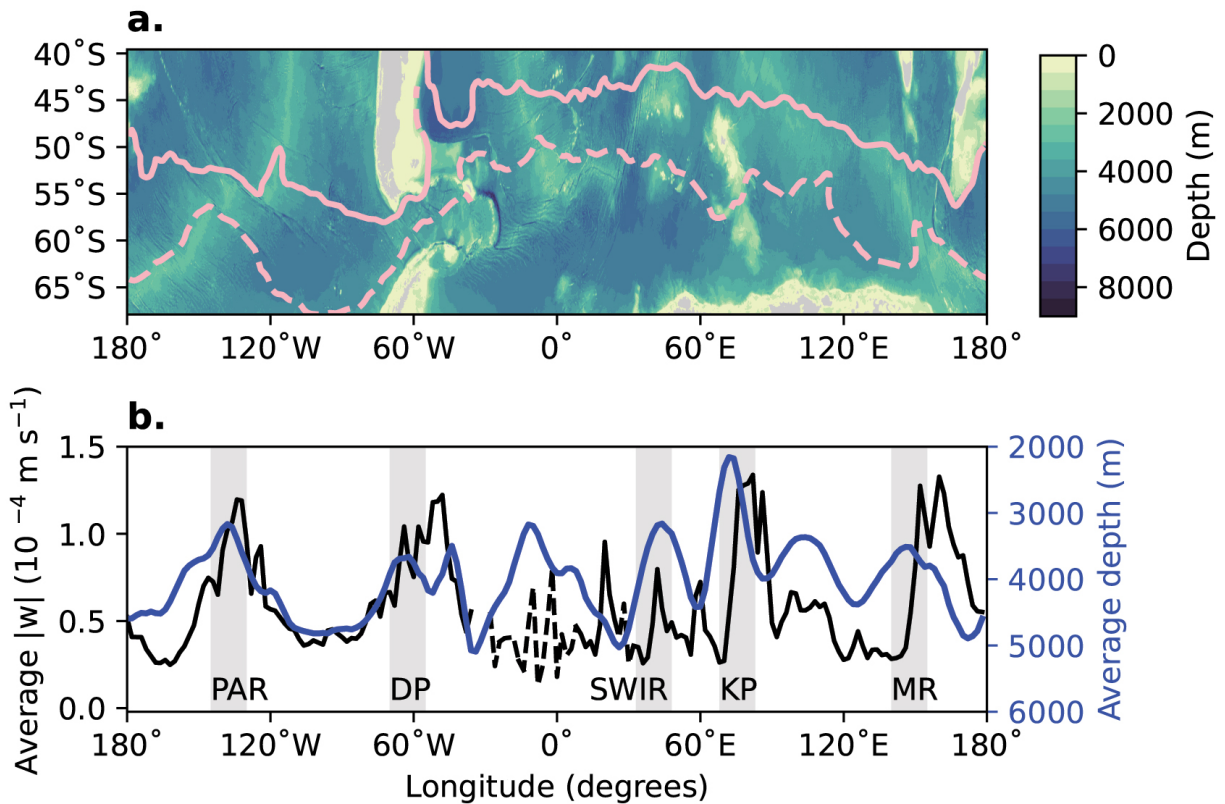 a.
40˚S
45˚S
50˚S
55˚S
60˚S
65˚S
180˚ 120˚W 60˚W 0˚ 60˚E 120˚E 180˚
0
2000
4000
6000
8000
Depth (m)
b.
Average |w| (10 ⁻⁴ m s⁻¹)
1.5
1.0
0.5
0.0
PAR DP SWIR KP MR
2000
3000
4000
5000
6000
Average depth (m)
180˚ 120˚W 60˚W 0˚ 60˚E 120˚E 180˚
Longitude (degrees)